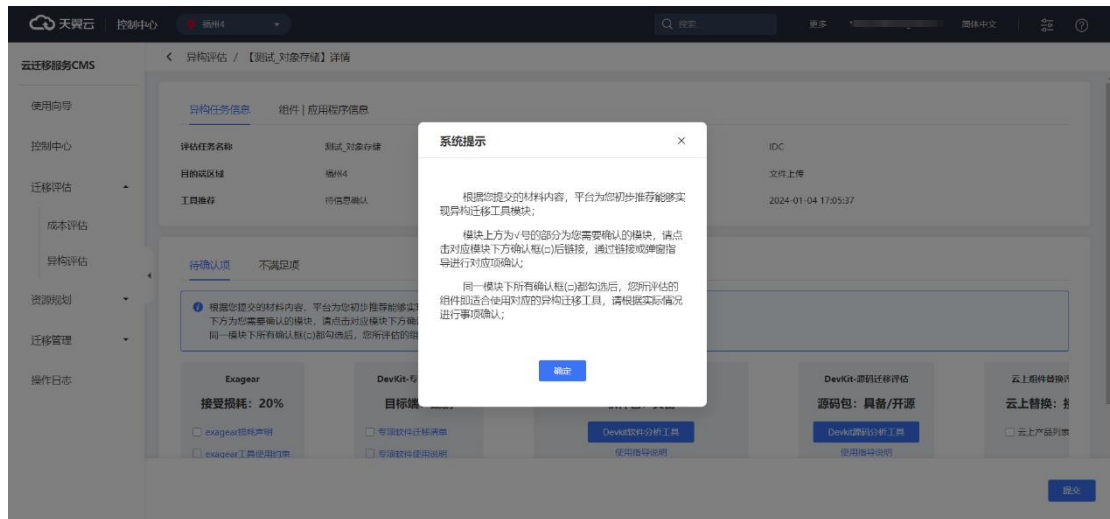 天翼云
控制中心
福州4
搜索
更多
简体中文
云迁移服务CMS
异构评估 / 【测试_对象存储】详情
使用向导
控制中心
迁移评估
成本评估
异构评估
资源规划
迁移管理
操作日志
异构任务信息
组件 | 应用程序信息
评估任务名称
测试_对象存储
IDC
目的端区域
福州4
文件上传
工具推荐
待信息确认
2024-01-04 17:05:37
系统提示
根据您提交的材料内容，平台为您初步推荐能够实
现异构迁移工具模块；
模块上方为√号的部分为您需要确认的模块，请点
击对应模块下方确认框(□)后链接，通过链接或弹窗指
导进行对应项确认；
同一模块下所有确认框(□)都勾选后，您所评估的
组件即适合使用对应的异构迁移工具，请根据实际情况
进行事项确认；
确定
待确认项
不满足项
根据您提交的材料内容，平台为您初步推荐能够实
下方为您需要确认的模块，请点击对应模块下方确
同一模块下所有确认框(□)都勾选后，您所评估的组
Exagear
接受损耗：20%
exagear损耗声明
exagear工具使用约束
DevKit-专
目标端
专项软件迁移清单
专项软件使用说明
Devkit软件分析工具
使用指导说明
DevKit-源码迁移评估
源码包：具备/开源
Devkit源码分析工具
使用指导说明
云上组件替换评
云上替换：接
云上产品列表
提交